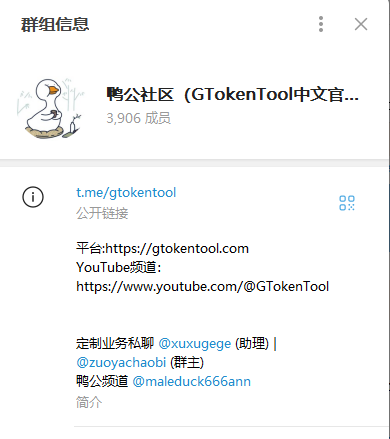 群组信息
鸭公社区（GTokenTool中文官...
3,906 成员
t.me/gtokentool
公开链接
平台:https://gtokentool.com
YouTube频道：
https://www.youtube.com/@GTokenTool
定制业务私聊 @xuxugege (助理) |
@zuoyachaobi (群主)
鸭公频道 @maleduck666ann
简介